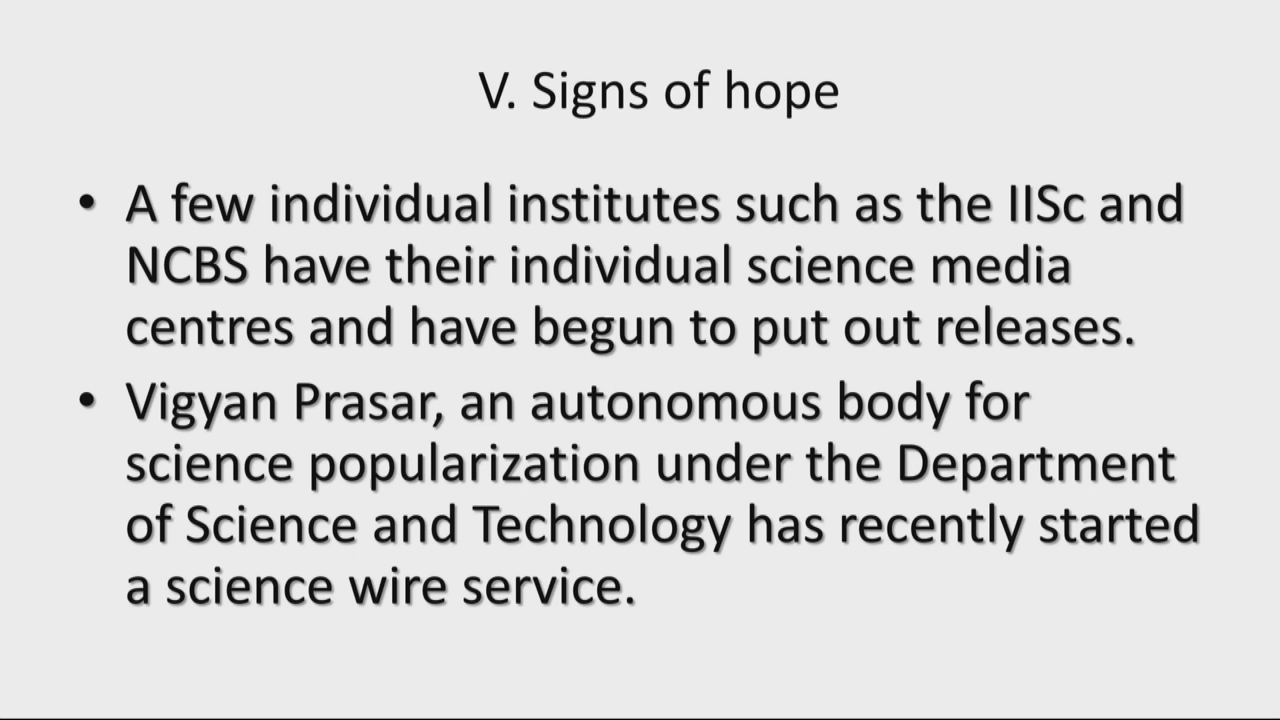 V. Signs of hope
• A few individual institutes such as the IISc and
NCBS have their individual science media
centres and have begun to put out releases.
• Vigyan Prasar, an autonomous body for
science popularization under the Department
of Science and Technology has recently started
a science wire service.